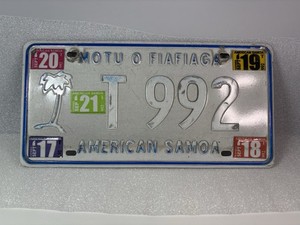 20 MOTU O FIAFIAGA 19
21 T 992
17 AMERICAN SAMOA 18